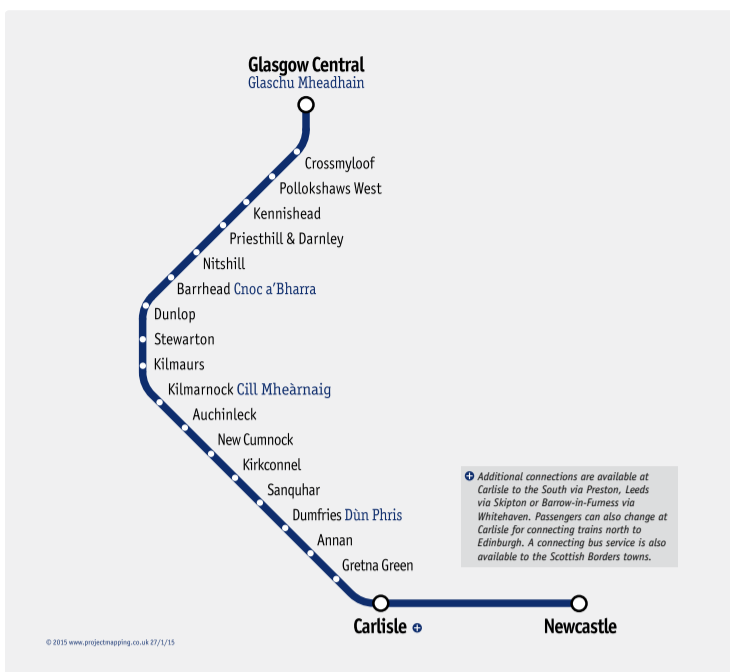 Glasgow Central
Glaschu Mheadhain
Crossmyloof
Pollokshaws West
Kennishead
Priesthill & Darnley
Nitshill
Barrhead Cnoc a’Bharra
Dunlop
Stewarton
Kilmaurs
Kilmarnock Cill Mheàrnaig
Auchinleck
New Cumnock
Kirkconnel
Sanquhar
Dumfries Dùn Phris
Annan
Gretna Green
Carlisle
Newcastle
Additional connections are available at
Carlisle to the South via Preston, Leeds
via Skipton or Barrow-in-Furness via
Whitehaven. Passengers can also change at
Carlisle for connecting trains north to
Edinburgh. A connecting bus service is also
available to the Scottish Borders towns.
© 2015 www.projectmapping.co.uk 27/1/15